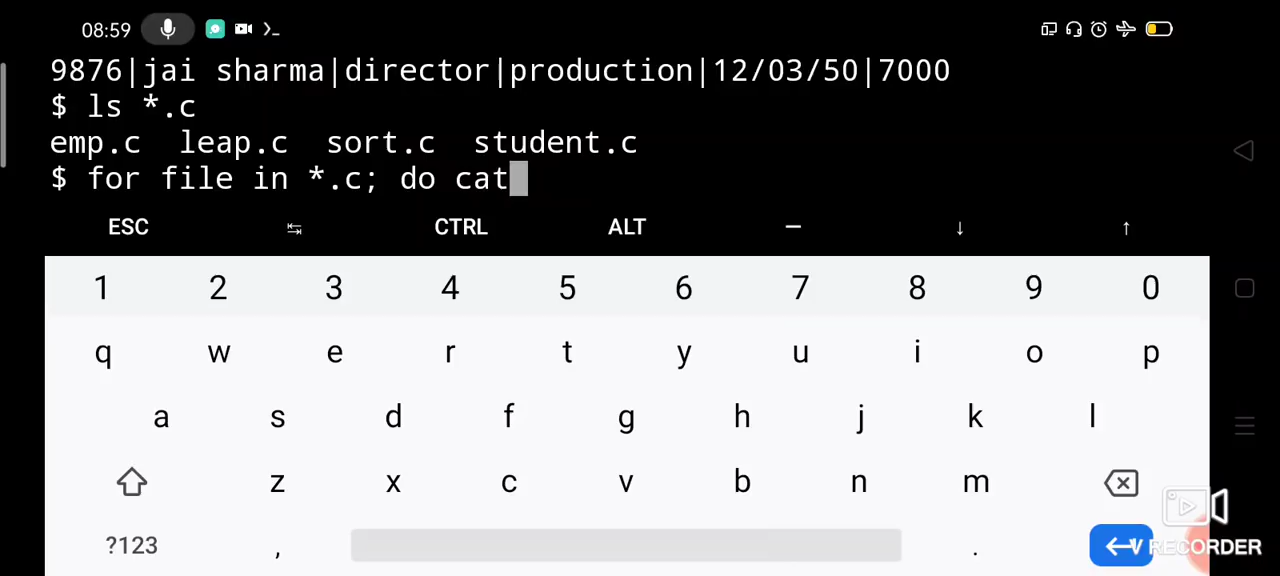 08:59
9876|jai sharma|director|production|12/03/50|7000
$ ls *.c
emp.c leap.c sort.c student.c
$ for file in *.c; do cat
ESC ↹ CTRL ALT — ↓ ↑
1 2 3 4 5 6 7 8 9 0
q w e r t y u i o p
a s d f g h j k l
z x c v b n m
?123 , .
V RECORDER